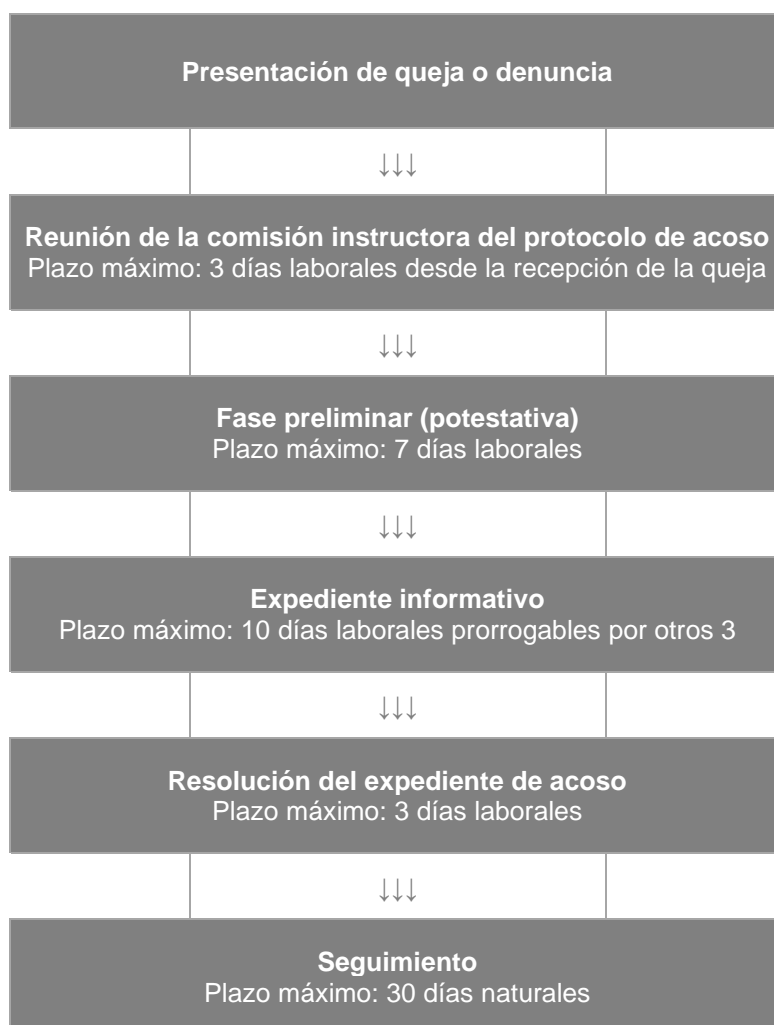 Presentación de queja o denuncia
↓↓↓
Reunión de la comisión instructora del protocolo de acoso
Plazo máximo: 3 días laborales desde la recepción de la queja
↓↓↓
Fase preliminar (potestativa)
Plazo máximo: 7 días laborales
↓↓↓
Expediente informativo
Plazo máximo: 10 días laborales prorrogables por otros 3
↓↓↓
Resolución del expediente de acoso
Plazo máximo: 3 días laborales
↓↓↓
Seguimiento
Plazo máximo: 30 días naturales